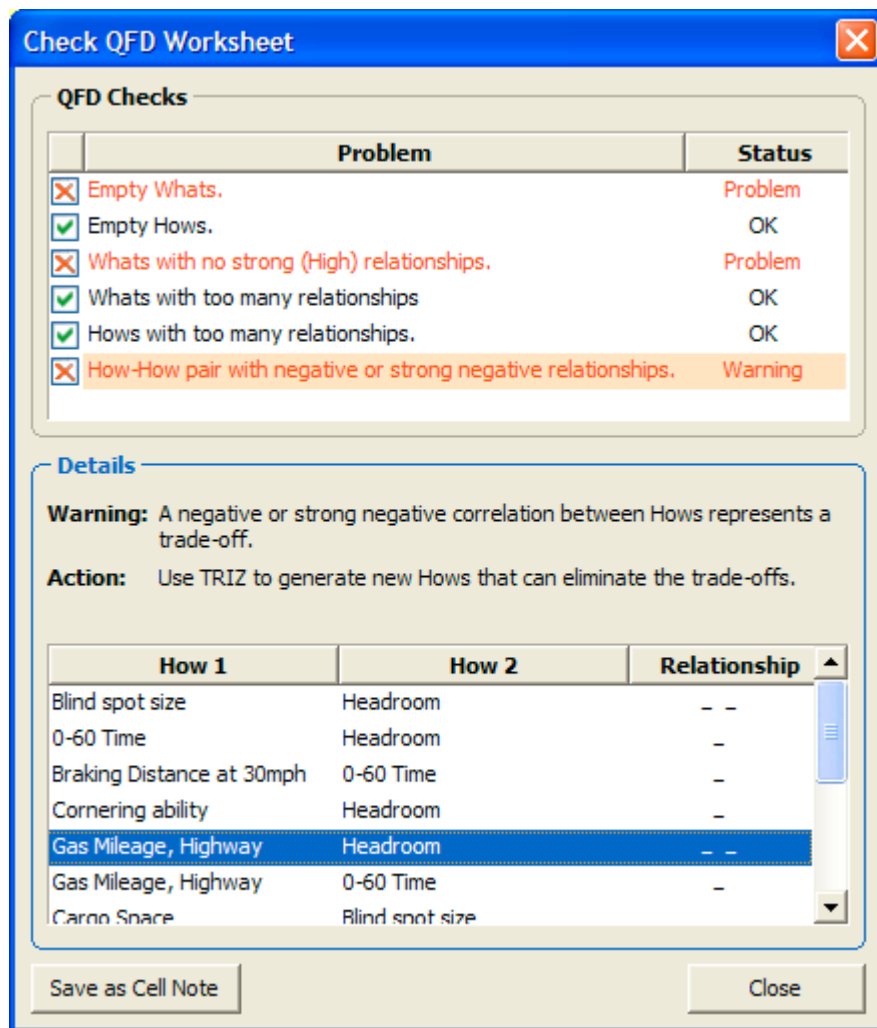 Check QFD Worksheet
QFD Checks
Problem Status
Empty Whats. Problem
Empty Hows. OK
Whats with no strong (High) relationships. Problem
Whats with too many relationships OK
Hows with too many relationships. OK
How-How pair with negative or strong negative relationships. Warning
Details
Warning: A negative or strong negative correlation between Hows represents a
trade-off.
Action: Use TRIZ to generate new Hows that can eliminate the trade-offs.
How 1 How 2 Relationship
Blind spot size Headroom _ _
0-60 Time Headroom _
Braking Distance at 30mph 0-60 Time _
Cornering ability Headroom _
Gas Mileage, Highway Headroom _ _
Gas Mileage, Highway 0-60 Time _
Cargo Space Blind spot size
Save as Cell Note Close